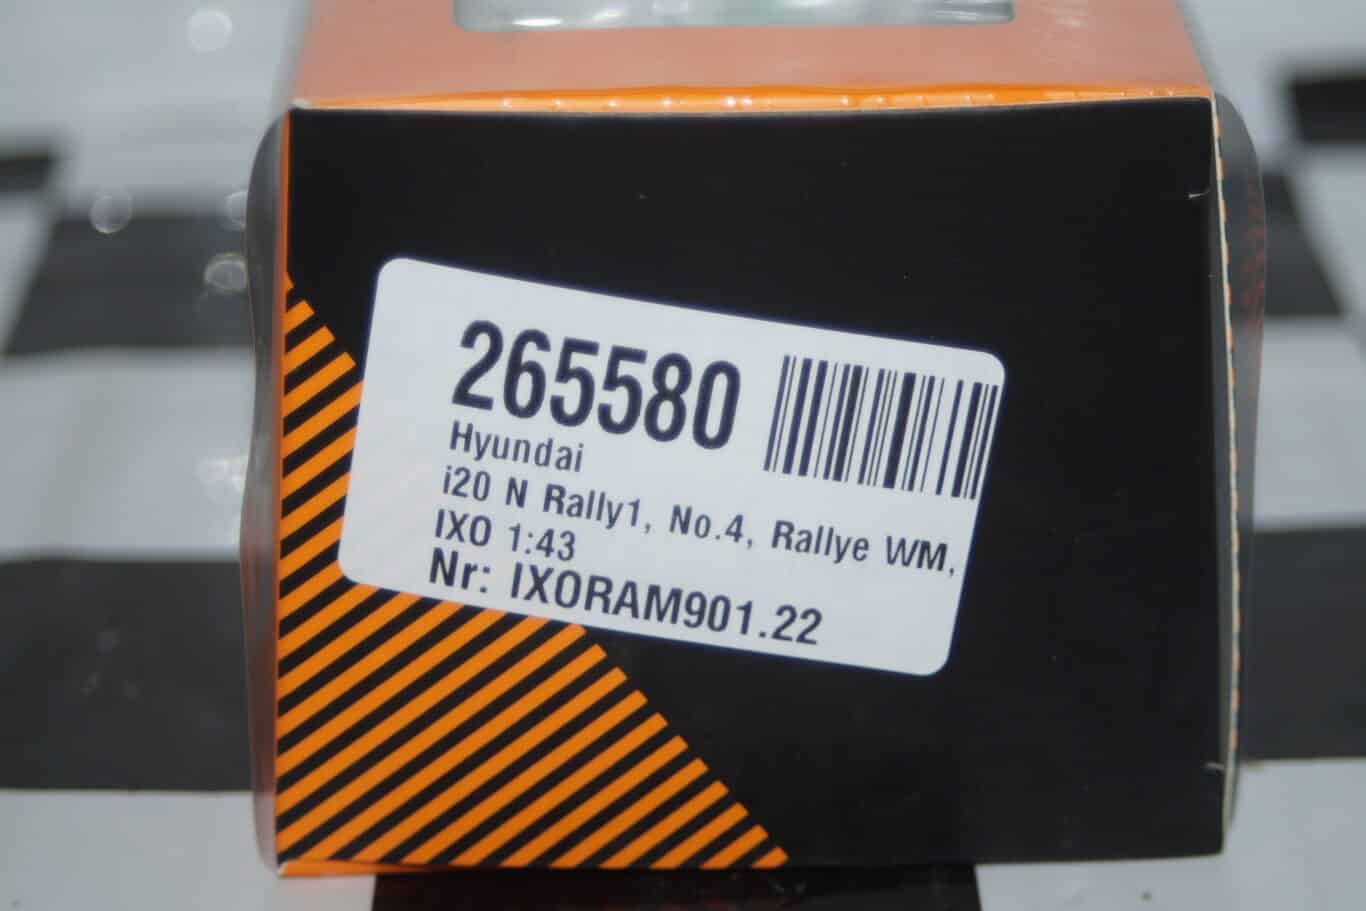 265580
Hyundai
i20 N Rally1, No.4, Rallye WM,
IXO 1:43
Nr: IXORAM901.22